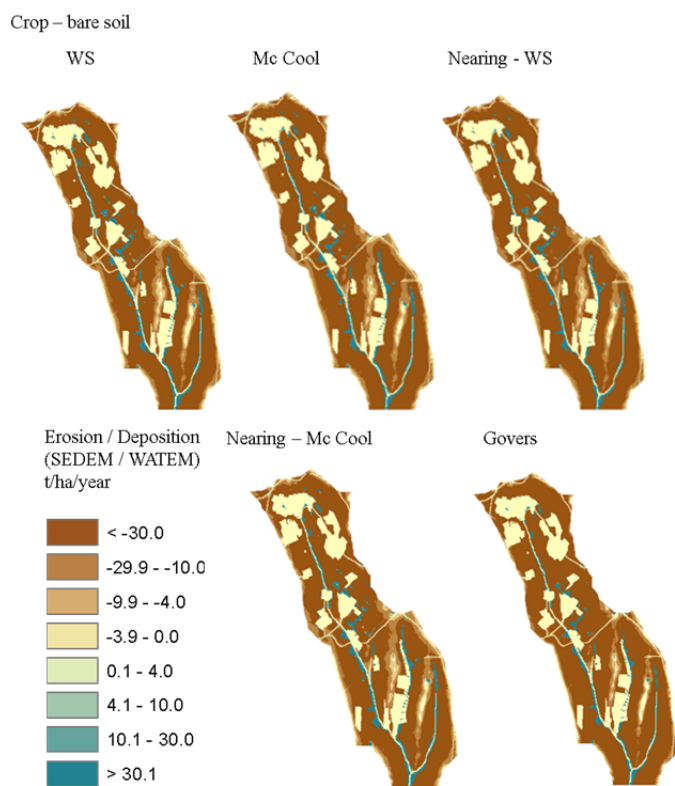 Crop – bare soil
WS
Mc Cool
Nearing - WS
Erosion / Deposition
(SEDEM / WATEM)
t/ha/year
Nearing – Mc Cool
Govers
< -30.0
-29.9 - -10.0
-9.9 - -4.0
-3.9 - 0.0
0.1 - 4.0
4.1 - 10.0
10.1 - 30.0
> 30.1